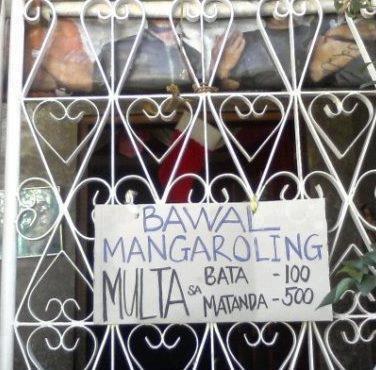 BAWAL
MANGAROLING
MULTA SA BATA -100
MATANDA -500